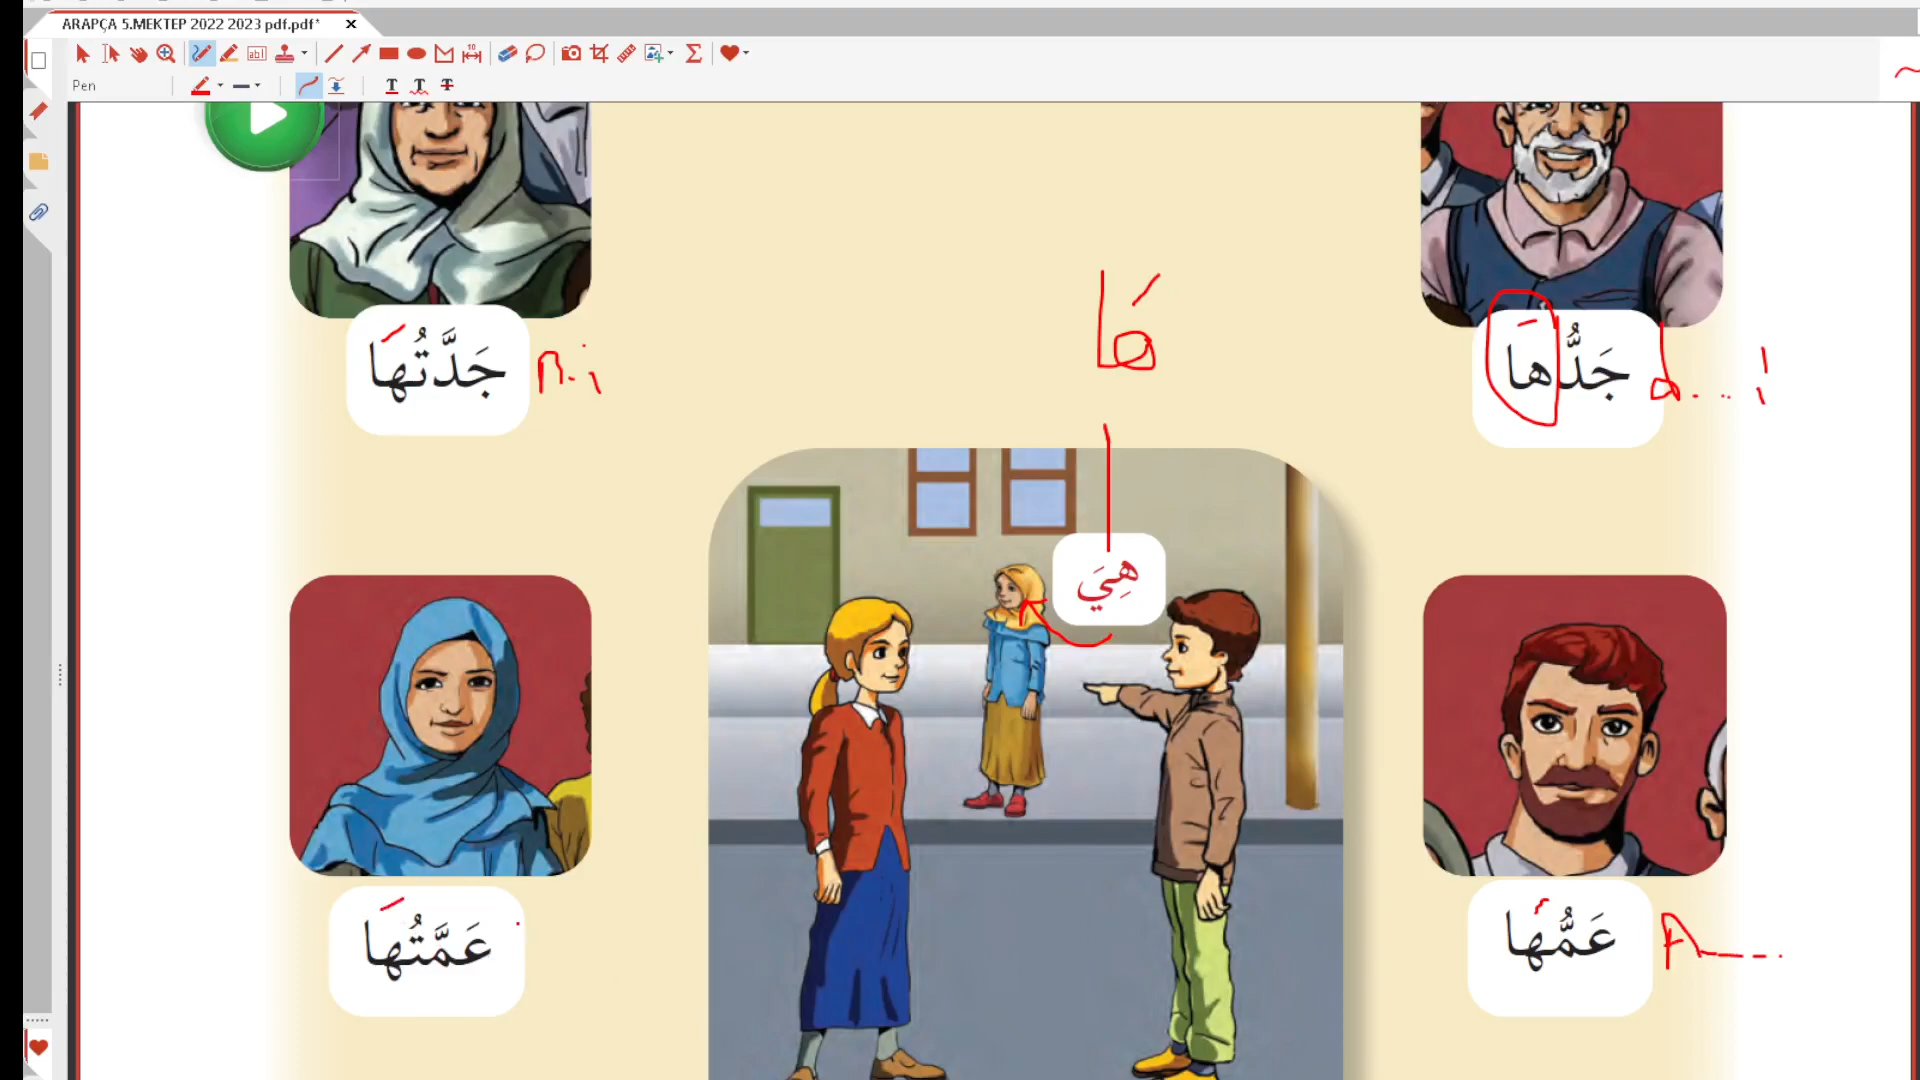 ARAPÇA 5.MEKTEP 2022 2023 pdf.pdf*
Pen
هَا
جَدُّهَا
جَدَّتُهَا
هِيَ
عَمُّهَا
عَمَّتُهَا